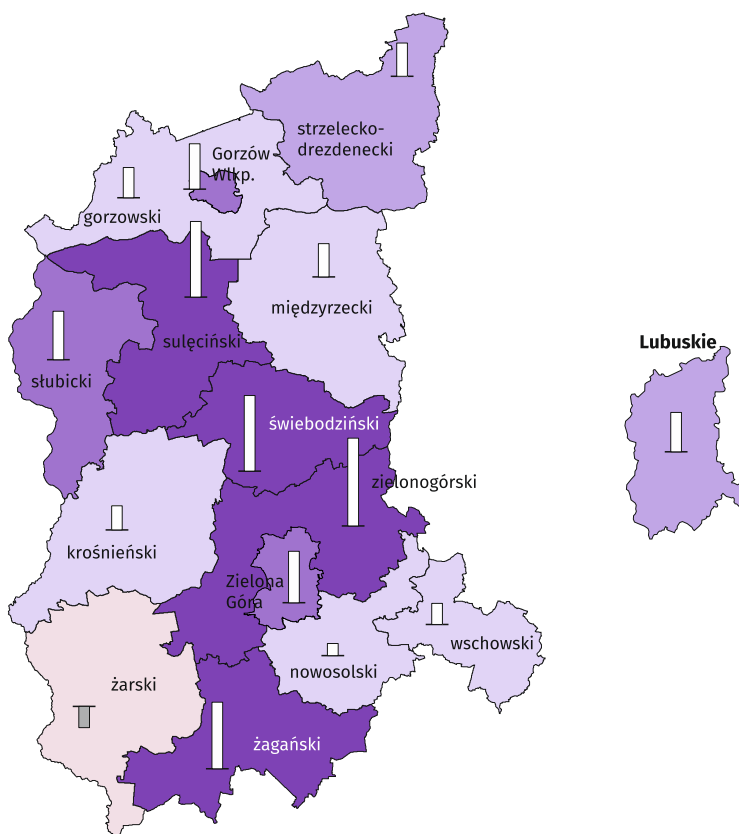 strzelecko-
drezdenecki
Gorzów
Wlkp.
gorzowski
międzyrzecki
sulęciński
Lubuskie
słubicki
świebodziński
zielonogórski
krośnieński
Zielona
Góra
wschowski
nowosolski
żarski
żagański